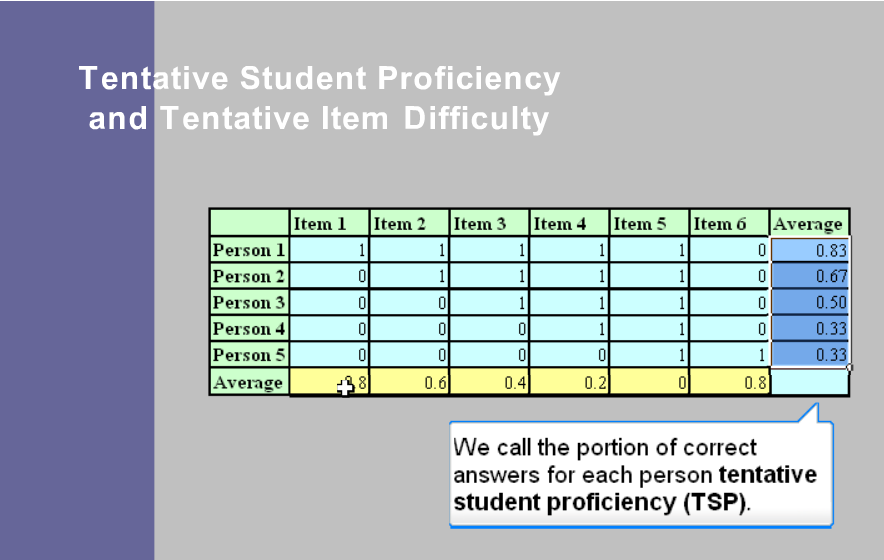 Tentative Student Proficiency
and Tentative Item Difficulty
Item 1 Item 2 Item 3 Item 4 Item 5 Item 6 Average
Person 1 1 1 1 1 1 0 0.83
Person 2 0 1 1 1 1 0 0.67
Person 3 0 0 1 1 1 0 0.50
Person 4 0 0 0 1 1 0 0.33
Person 5 0 0 0 0 1 1 0.33
Average 0.8 0.6 0.4 0.2 0 0.8
We call the portion of correct
answers for each person tentative
student proficiency (TSP).